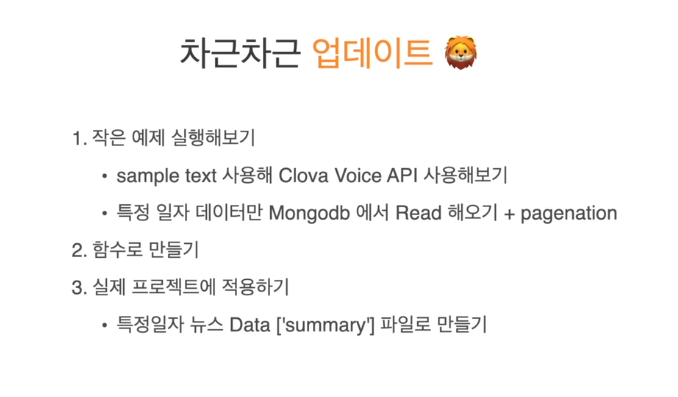 차근차근 업데이트 🦁
1. 작은 예제 실행해보기
• sample text 사용해 Clova Voice API 사용해보기
• 특정 일자 데이터만 Mongodb 에서 Read 해오기 + pagenation
2. 함수로 만들기
3. 실제 프로젝트에 적용하기
• 특정일자 뉴스 Data ['summary'] 파일로 만들기